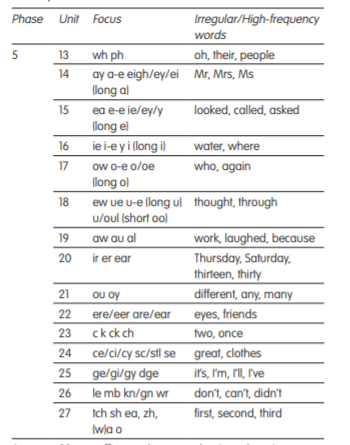 Phase Unit Focus Irregular/High-frequency
words
5 13 wh ph oh, their, people
14 ay a-e eigh/ey/ei Mr, Mrs, Ms
(long a)
15 ea e-e ie/ey/y looked, called, asked
(long e)
16 ie i-e y i (long i) water, where
17 ow o-e o/oe who, again
(long o)
18 ew ue u-e (long u) thought, through
u/oul (short oo)
19 aw au al work, laughed, because
20 ir er ear Thursday, Saturday,
thirteen, thirty
21 ou oy different, any, many
22 ere/eer are/ear eyes, friends
23 c k ck ch two, once
24 ce/ci/cy sc/stl se great, clothes
25 ge/gi/gy dge it's, I'm, I'll, I've
26 le mb kn/gn wr don't, can't, didn't
27 tch sh ea, zh, first, second, third
(w)a o